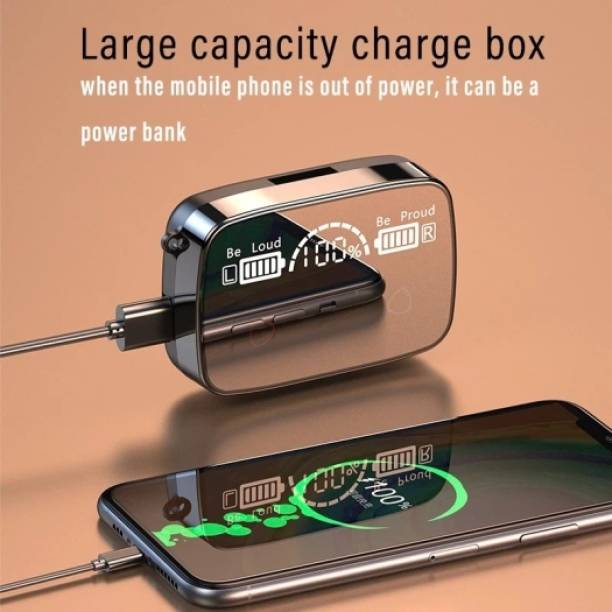 Large capacity charge box
when the mobile phone is out of power, it can be a
power bank
Be Loud
Be Proud
L
100%
R
100%